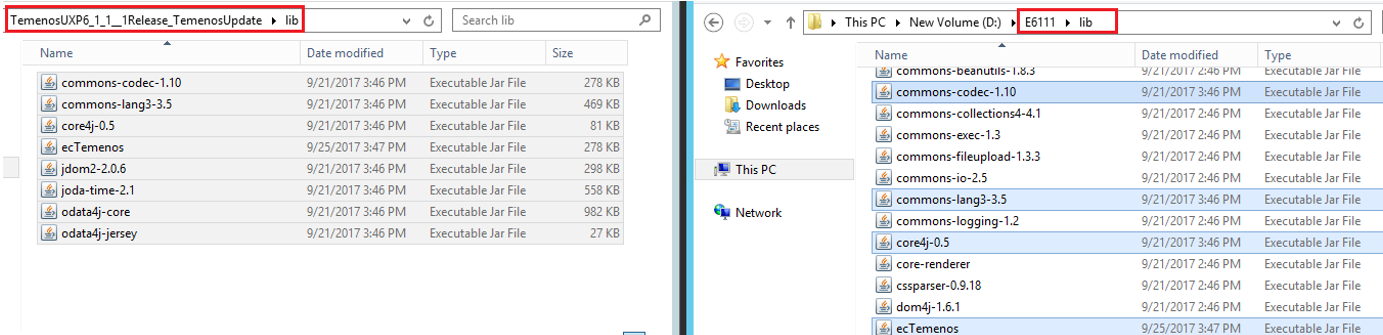 TemenosUXP6_1_1__1Release_TemenosUpdate lib
Search lib
Name Date modified Type Size
commons-codec-1.10 9/21/2017 3:46 PM Executable Jar File 278 KB
commons-lang3-3.5 9/21/2017 3:46 PM Executable Jar File 469 KB
core4j-0.5 9/21/2017 3:46 PM Executable Jar File 81 KB
ecTemenos 9/25/2017 3:47 PM Executable Jar File 278 KB
jdom2-2.0.6 9/21/2017 3:46 PM Executable Jar File 298 KB
joda-time-2.1 9/21/2017 3:46 PM Executable Jar File 558 KB
odata4j-core 9/21/2017 3:46 PM Executable Jar File 982 KB
odata4j-jersey 9/21/2017 3:46 PM Executable Jar File 27 KB
This PC New Volume (D:) E6111 lib
Favorites
Desktop
Downloads
Recent places
This PC
Network
Name Date modified Type
commons-beanutils-1.8.3 9/21/2017 2:46 PM Executable Jar File
commons-codec-1.10 9/21/2017 3:46 PM Executable Jar File
commons-collections4-4.1 9/21/2017 2:46 PM Executable Jar File
commons-exec-1.3 9/21/2017 2:46 PM Executable Jar File
commons-fileupload-1.3.3 9/21/2017 2:46 PM Executable Jar File
commons-io-2.5 9/21/2017 2:46 PM Executable Jar File
commons-lang3-3.5 9/21/2017 3:46 PM Executable Jar File
commons-logging-1.2 9/21/2017 2:46 PM Executable Jar File
core4j-0.5 9/21/2017 3:46 PM Executable Jar File
core-renderer 9/21/2017 2:46 PM Executable Jar File
cssparser-0.9.18 9/21/2017 2:46 PM Executable Jar File
dom4j-1.6.1 9/21/2017 2:46 PM Executable Jar File
ecTemenos 9/25/2017 3:47 PM Executable Jar File